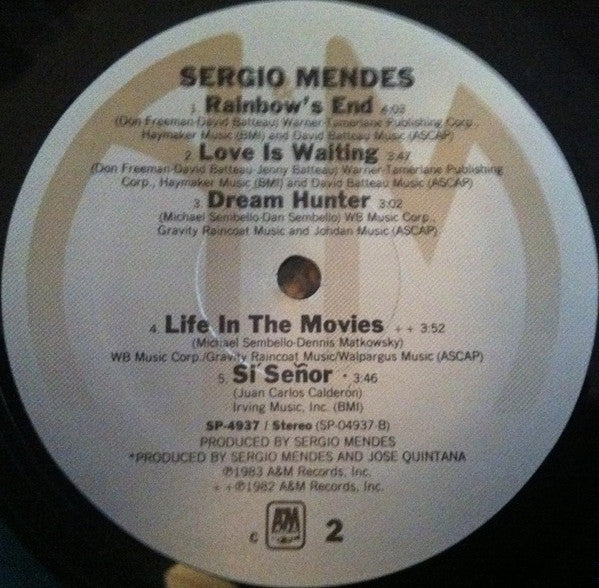 SERGIO MENDES
1. Rainbow's End 4:03
(Don Freeman-David Batteau) Warner-Tamerlane Publishing Corp.,
Haymaker Music (BMI) and David Batteau Music (ASCAP)
2. Love Is Waiting 3:47
(Don Freeman-David Batteau-Jenny Batteau) Warner-Tamerlane Publishing
Corp., Haymaker Music (BMI) and David Batteau Music (ASCAP)
3. Dream Hunter 3:02
(Michael Sembello-Dan Sembello) WB Music Corp.,
Gravity Raincoat Music and Johdan Music (ASCAP)
4. Life In The Movies ++ 3:52
(Michael Sembello-Dennis Matkowsky)
WB Music Corp./Gravity Raincoat Music/Walpargus Music (ASCAP)
5. Si Señor * 3:46
(Juan Carlos Calderón)
Irving Music, Inc. (BMI)
SP-4937 / Stereo (SP-04937-B)
PRODUCED BY SERGIO MENDES
*PRODUCED BY SERGIO MENDES AND JOSE QUINTANA
℗1983 A&M Records, Inc.
++℗1982 A&M Records, Inc.
c A&M 2